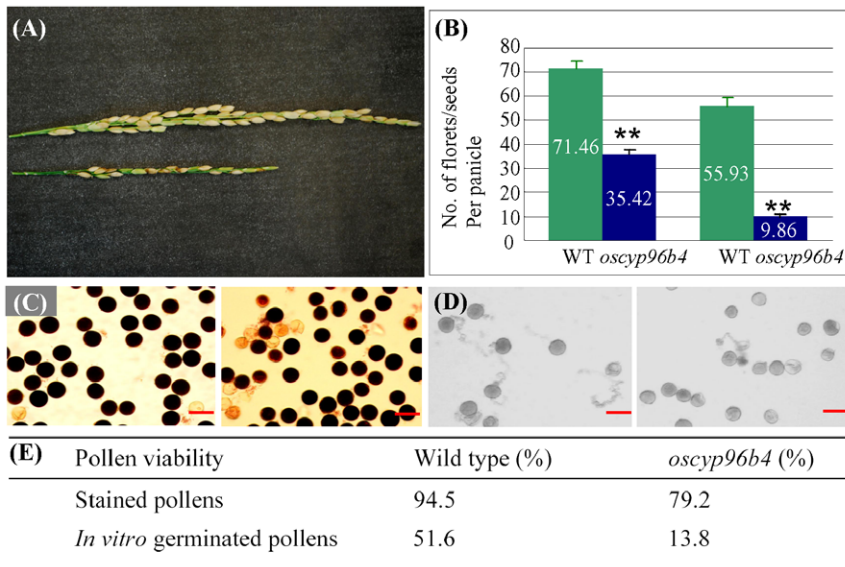 (A)
(B)
No. of florets/seeds
Per panicle
80
70
60
50
40
30
20
10
0
71.46
**
35.42
55.93
**
9.86
WT oscyp96b4
WT oscyp96b4
(C)
(D)
(E) Pollen viability Wild type (%) oscyp96b4 (%)
Stained pollens 94.5 79.2
In vitro germinated pollens 51.6 13.8